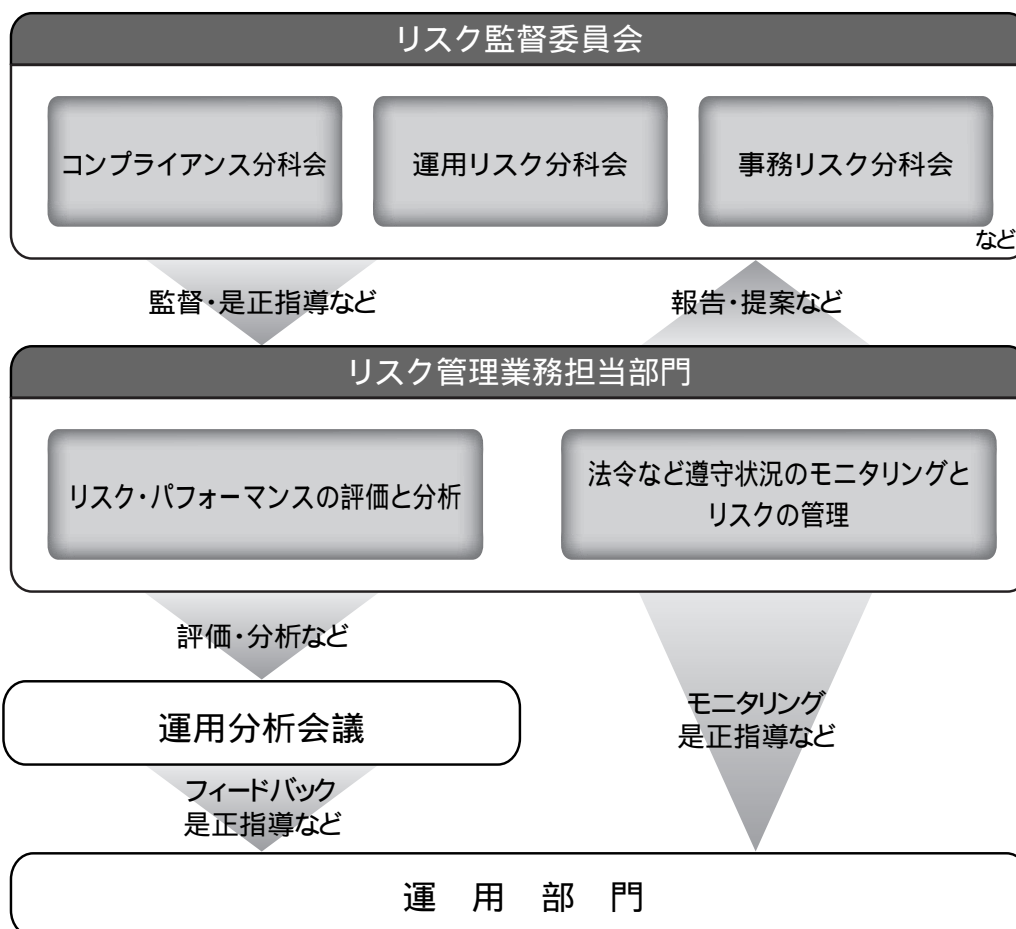 リスク監督委員会
コンプライアンス分科会
運用リスク分科会
事務リスク分科会
など
監督・是正指導など
報告・提案など
リスク管理業務担当部門
リスク・パフォーマンスの評価と分析
法令など遵守状況のモニタリングと
リスクの管理
評価・分析など
運用分析会議
モニタリング
是正指導など
フィードバック
是正指導など
運 用 部 門